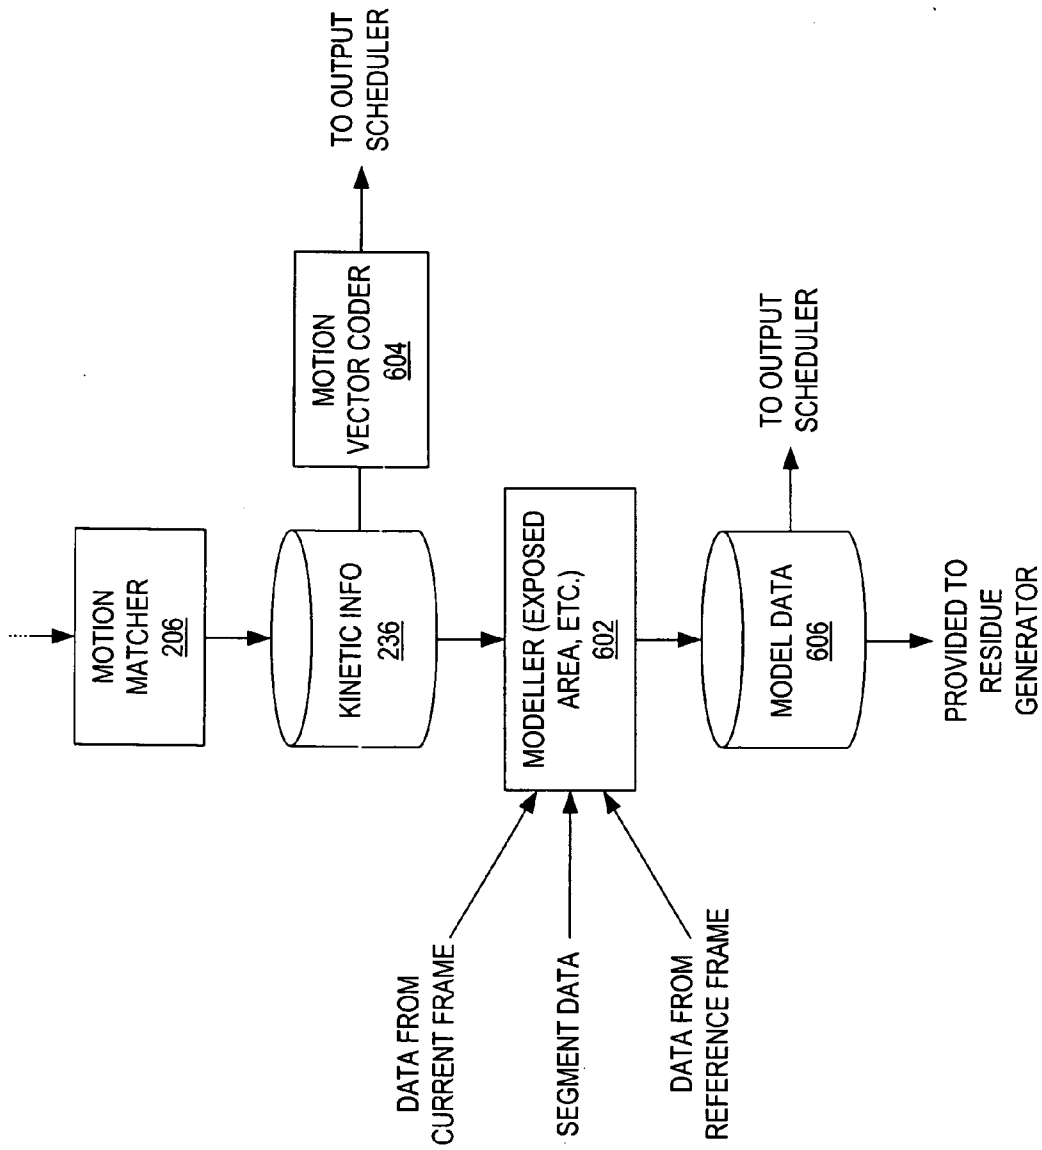 MOTION
MATCHER
206
KINETIC INFO
236
MOTION
VECTOR CODER
604
TO OUTPUT
SCHEDULER
DATA FROM
CURRENT FRAME
SEGMENT DATA
DATA FROM
REFERENCE FRAME
MODELLER (EXPOSED
AREA, ETC.)
602
MODEL DATA
606
TO OUTPUT
SCHEDULER
PROVIDED TO
RESIDUE
GENERATOR